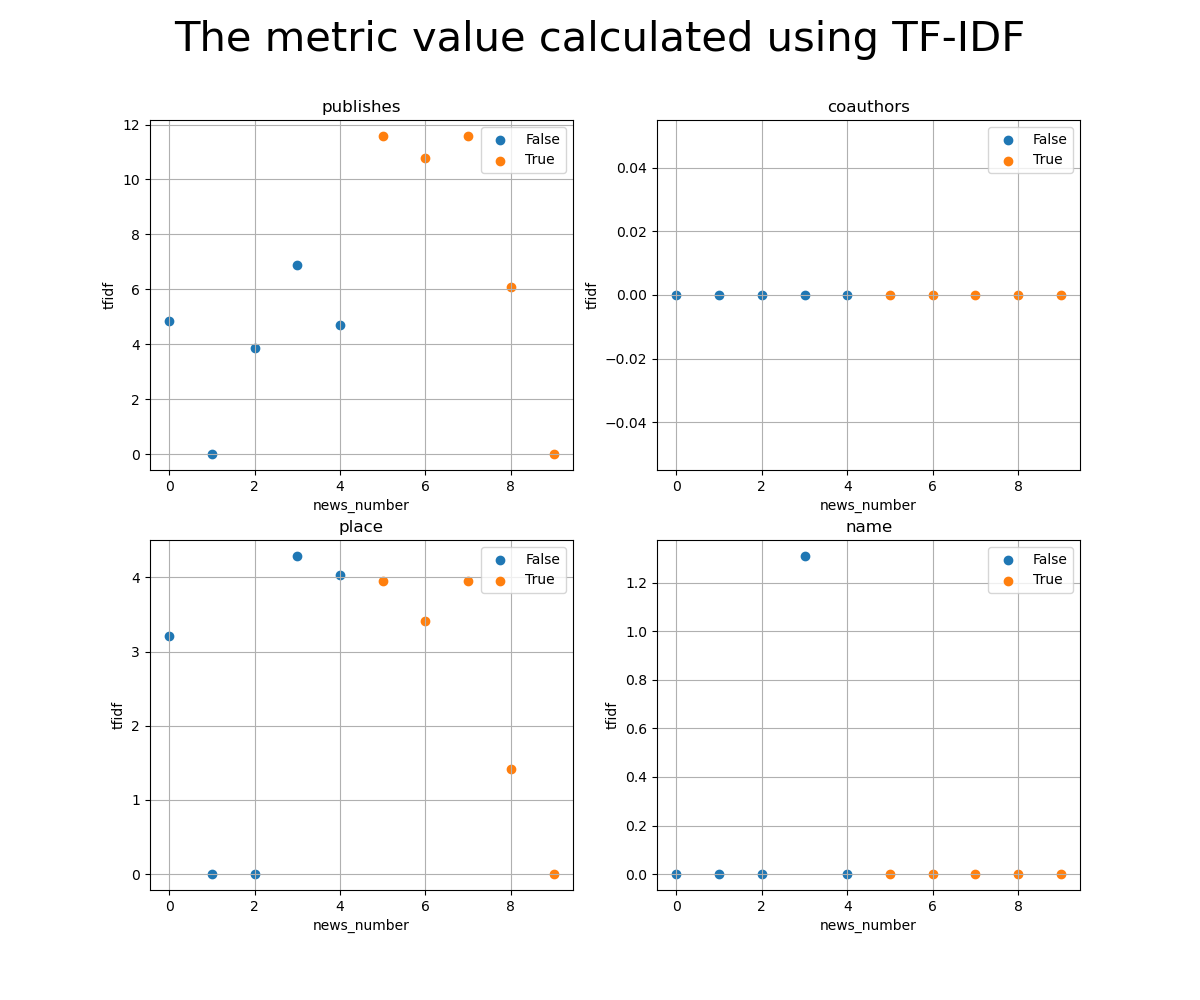 The metric value calculated using TF-IDF
publishes
12
10
8
6
4
2
0
tfidf
0 2 4 6 8
news_number
False
True
coauthors
0.04
0.02
0.00
−0.02
−0.04
tfidf
0 2 4 6 8
news_number
False
True
place
4
3
2
1
0
tfidf
0 2 4 6 8
news_number
False
True
name
1.2
1.0
0.8
0.6
0.4
0.2
0.0
tfidf
0 2 4 6 8
news_number
False
True